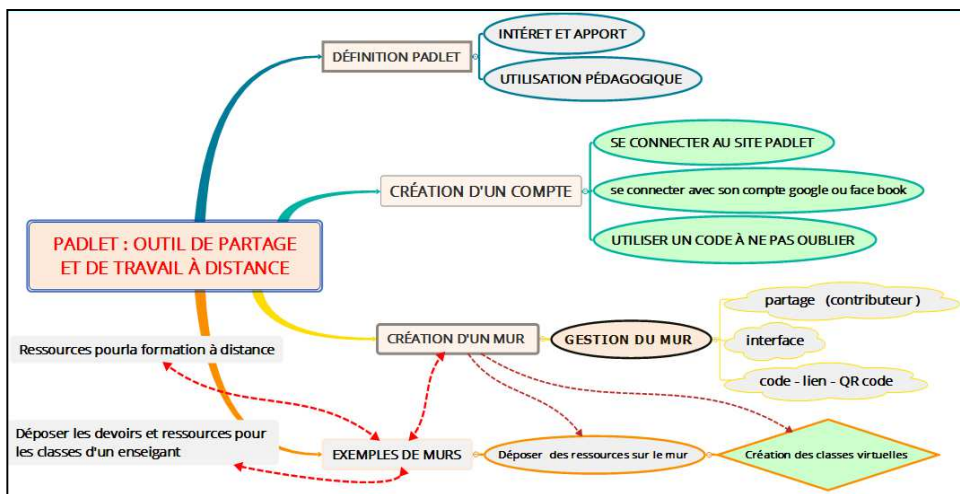 INTÉRET ET APPORT
DÉFINITION PADLET
UTILISATION PÉDAGOGIQUE
SE CONNECTER AU SITE PADLET
CRÉATION D'UN COMPTE
se connecter avec son compte google ou face book
UTILISER UN CODE À NE PAS OUBLIER
PADLET : OUTIL DE PARTAGE
ET DE TRAVAIL À DISTANCE
partage (contributeur )
CRÉATION D'UN MUR
GESTION DU MUR
interface
code - lien - QR code
Ressources pourla formation à distance
Déposer les devoirs et ressources pour
les classes d'un enseigant
EXEMPLES DE MURS
Déposer des ressources sur le mur
Création des classes virtuelles